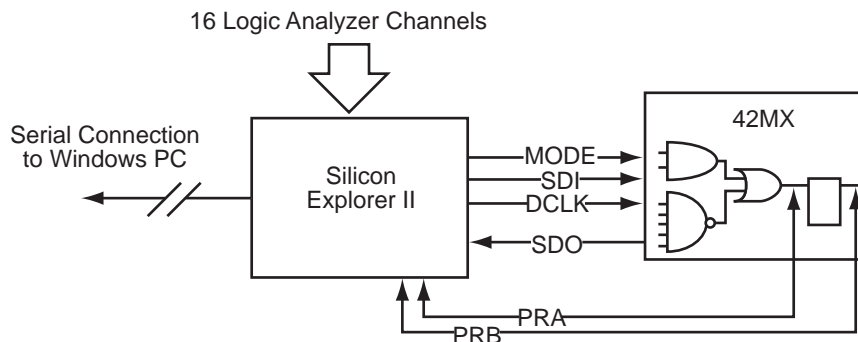 16 Logic Analyzer Channels
Serial Connection
to Windows PC
Silicon
Explorer II
MODE
SDI
DCLK
SDO
42MX
PRA
PRB